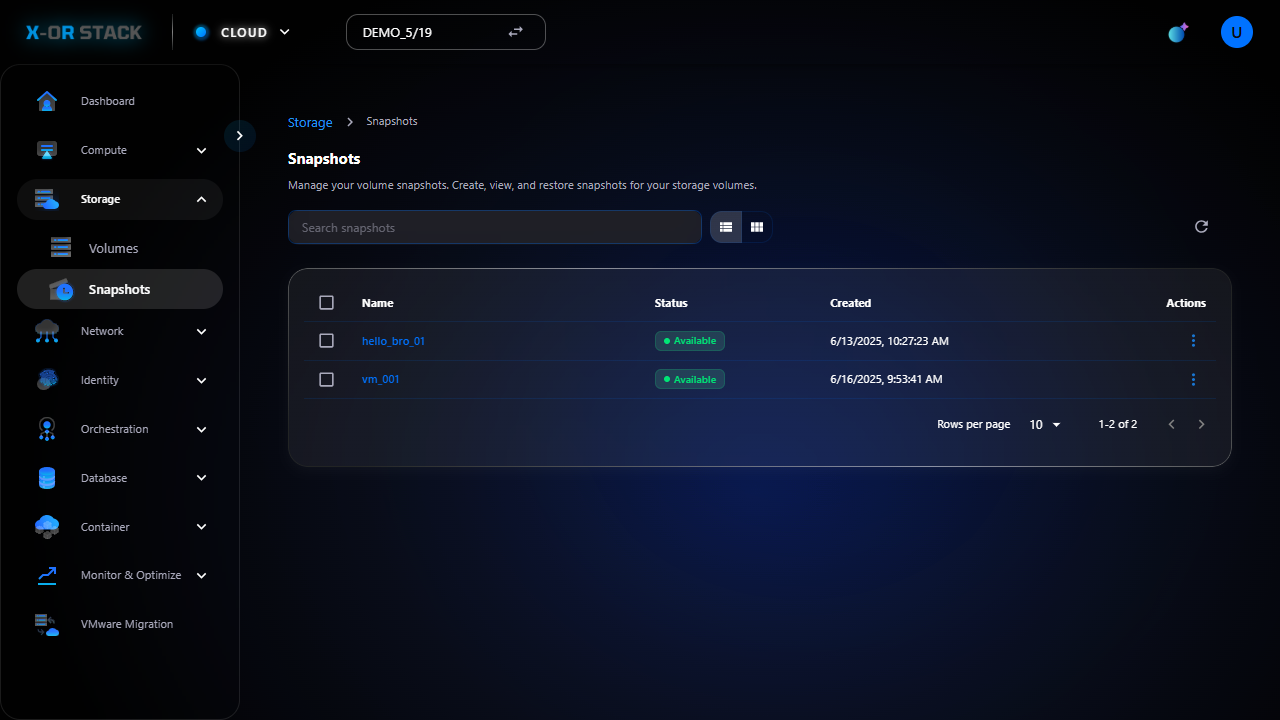 X-OR STACK
CLOUD
DEMO_5/19
U
Dashboard
Compute
Storage
Volumes
Snapshots
Network
Identity
Orchestration
Database
Container
Monitor & Optimize
VMware Migration
Storage > Snapshots
Snapshots
Manage your volume snapshots. Create, view, and restore snapshots for your storage volumes.
Search snapshots
Name Status Created Actions
hello_bro_01 Available 6/13/2025, 10:27:23 AM
vm_001 Available 6/16/2025, 9:53:41 AM
Rows per page 10 1-2 of 2